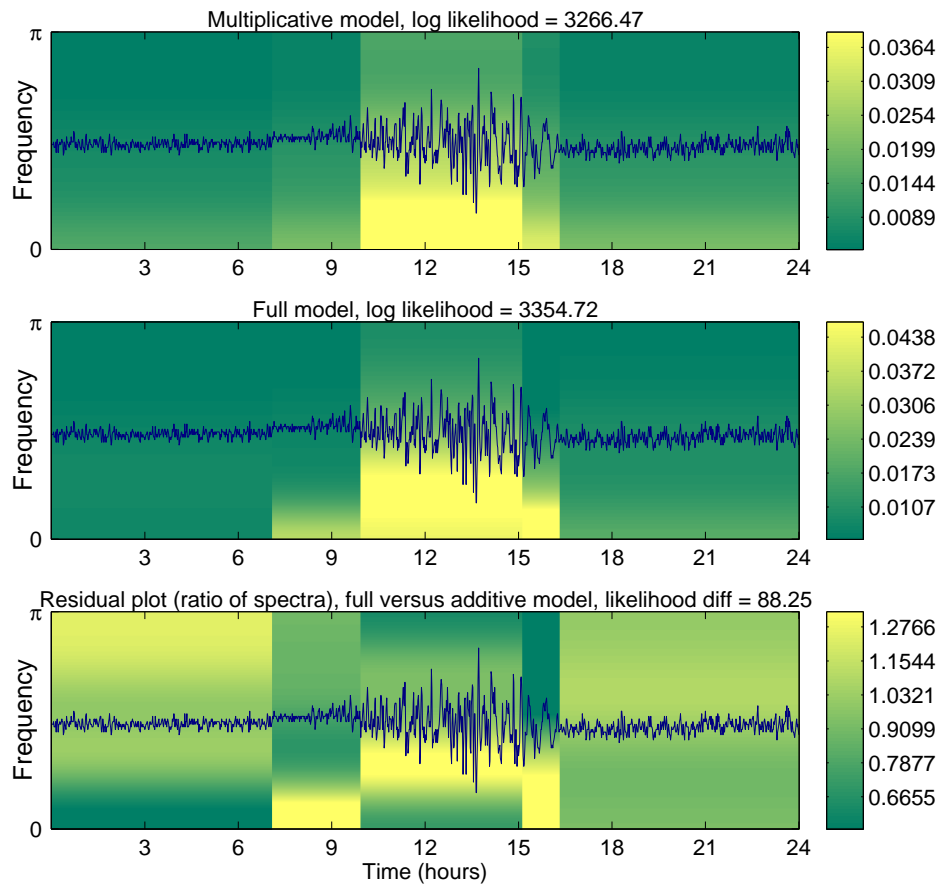 Multiplicative model, log likelihood = 3266.47
π
Frequency
0
3 6 9 12 15 18 21 24
0.0364
0.0309
0.0254
0.0199
0.0144
0.0089
Full model, log likelihood = 3354.72
π
Frequency
0
3 6 9 12 15 18 21 24
0.0438
0.0372
0.0306
0.0239
0.0173
0.0107
Residual plot (ratio of spectra), full versus additive model, likelihood diff = 88.25
π
Frequency
0
3 6 9 12 15 18 21 24
Time (hours)
1.2766
1.1544
1.0321
0.9099
0.7877
0.6655